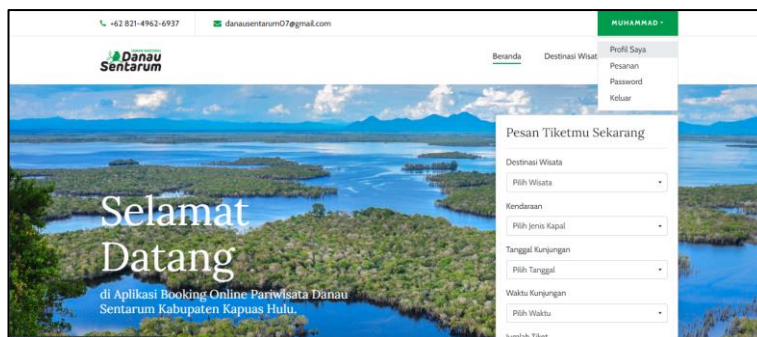 +62 821-4962-6937
danausentarum07@gmail.com
MUHAMMAD
Danau
Sentarum
Beranda
Destinasi Wisat
Profil Saya
Pesanan
Password
Keluar
Selamat
Datang
di Aplikasi Booking Online Pariwisata Danau
Sentarum Kabupaten Kapuas Hulu.
Pesan Tiketmu Sekarang
Destinasi Wisata
Pilih Wisata
Kendaraan
Pilih Jenis Kapal
Tanggal Kunjungan
Pilih Tanggal
Waktu Kunjungan
Pilih Waktu
Jumlah Tiket